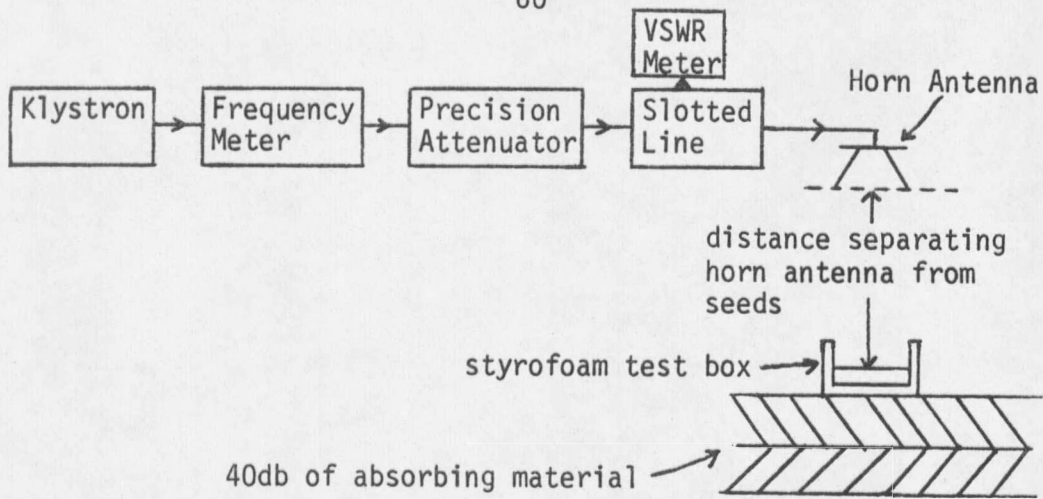 VSWR
Meter
Horn Antenna
Klystron
Frequency
Meter
Precision
Attenuator
Slotted
Line
distance separating
horn antenna from
seeds
styrofoam test box
40db of absorbing material